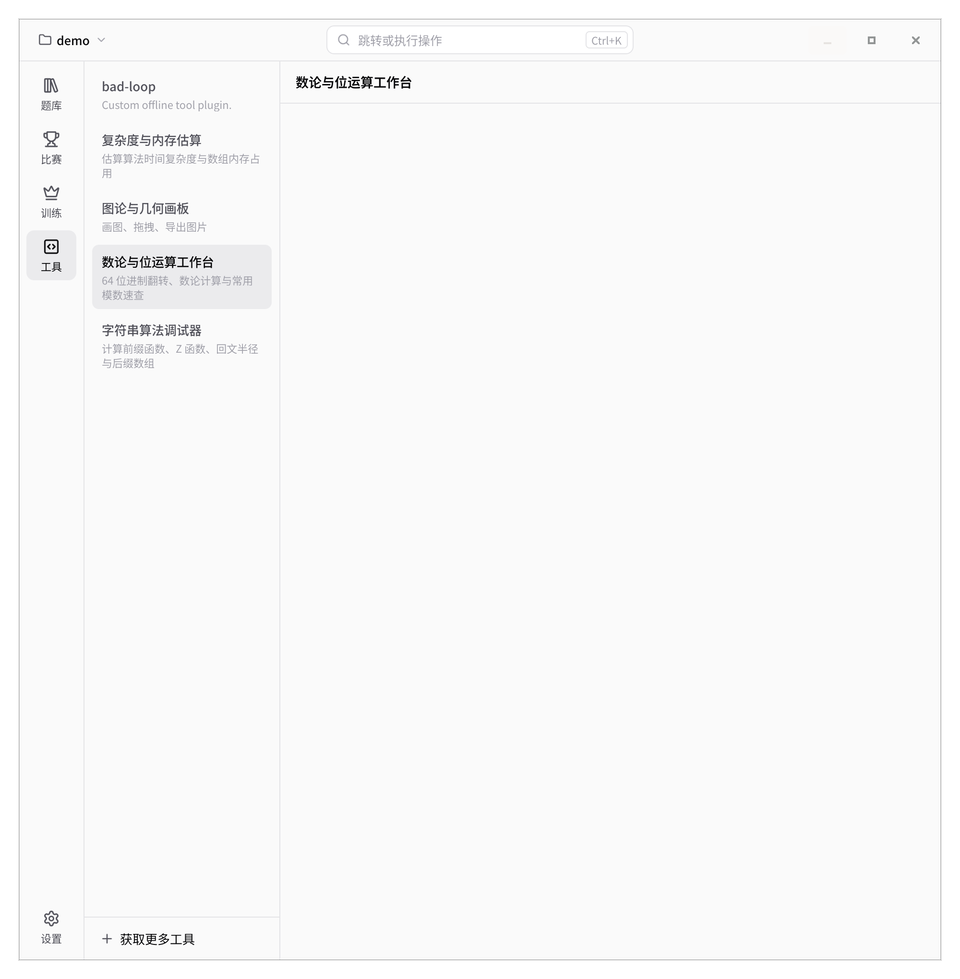 demo
跳转或执行操作
Ctrl+K
题库
比赛
训练
工具
设置
bad-loop
Custom offline tool plugin.
复杂度与内存估算
估算算法时间复杂度与数组内存占
用
图论与几何画板
画图、拖拽、导出图片
数论与位运算工作台
64 位进制翻转、数论计算与常用
模数速查
字符串算法调试器
计算前缀函数、Z 函数、回文半径
与后缀数组
获取更多工具
数论与位运算工作台